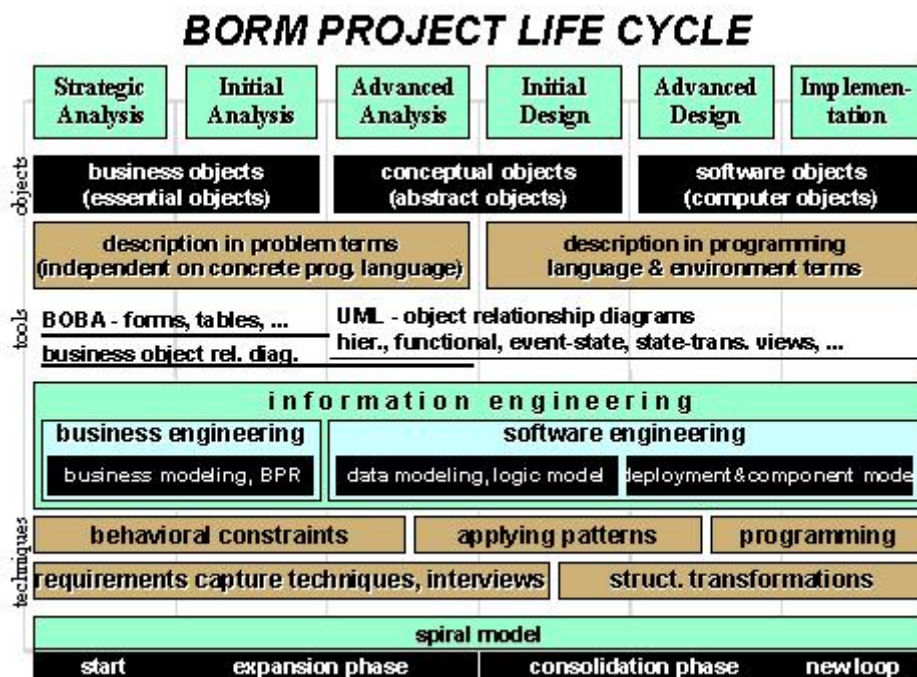 BORM PROJECT LIFE CYCLE
Strategic
Analysis
Initial
Analysis
Advanced
Analysis
Initial
Design
Advanced
Design
Implemen-
tation
objects
business objects
(essential objects)
conceptual objects
(abstract objects)
software objects
(computer objects)
description in problem terms
(independent on concrete prog. language)
description in programming
language & environment terms
tools
BOBA - forms, tables, ...
business object rel. diag.
UML - object relationship diagrams
hier., functional, event-state, state-trans. views, ...
information engineering
business engineering
software engineering
business modeling, BPR
data modeling, logic model
deployment & component mode
techniques
behavioral constraints
applying patterns
programming
requirements capture techniques, interviews
struct. transformations
spiral model
start
expansion phase
consolidation phase
new loop